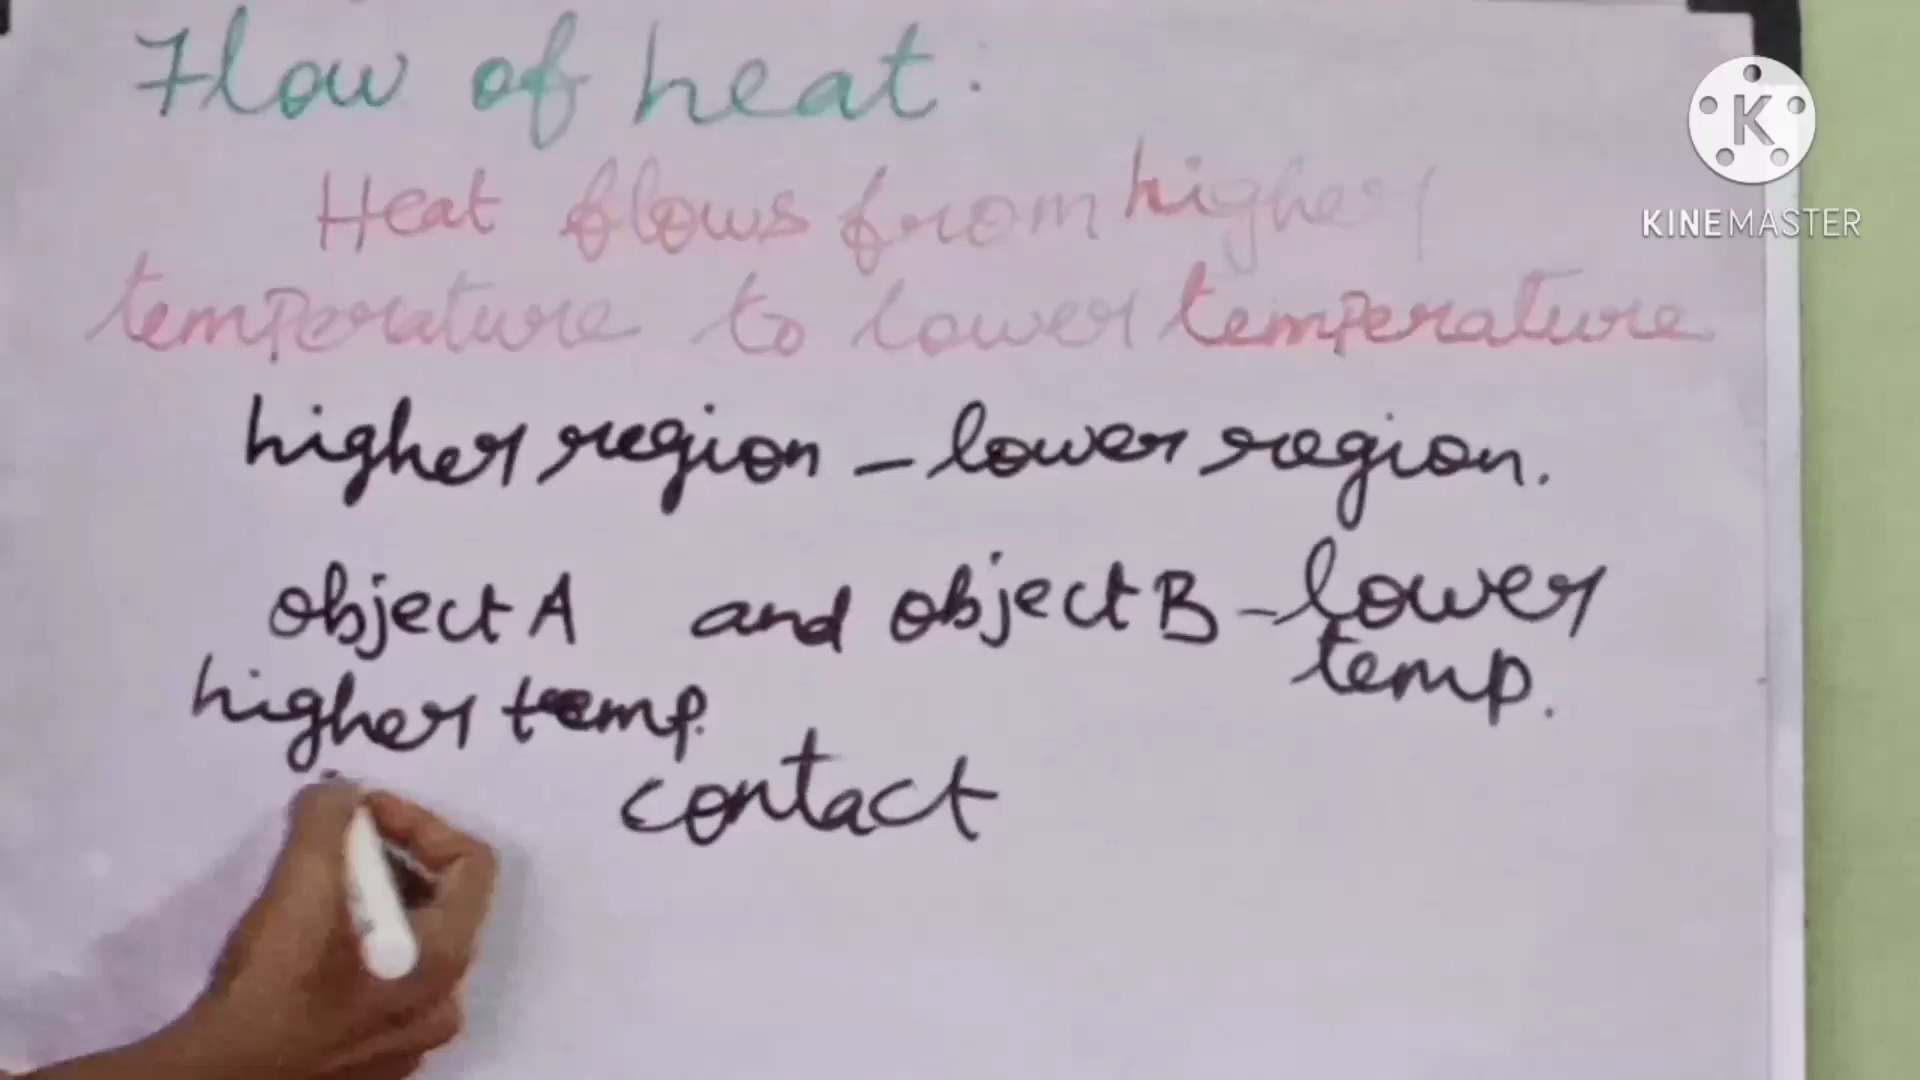 Flow of heat.
Heat flows from higher
temperature to lower temperature
higher region - lower region.
object A and object B - lower
temp.
higher temp.
contact
K
KINEMASTER